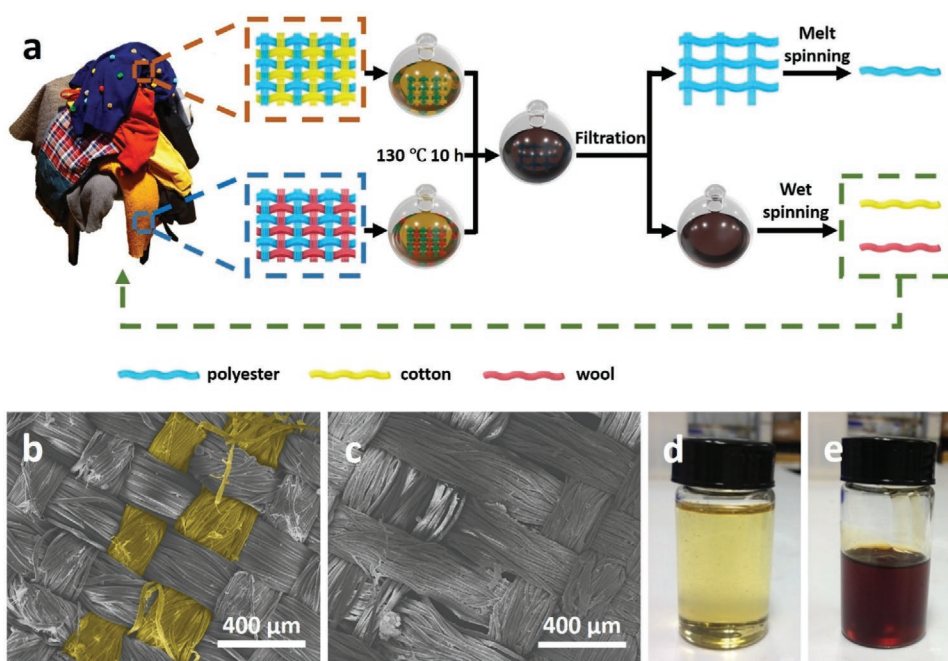 a
Melt
spinning
130 °C 10 h
Filtration
Wet
spinning
polyester
cotton
wool
b
400 µm
c
400 µm
d
e